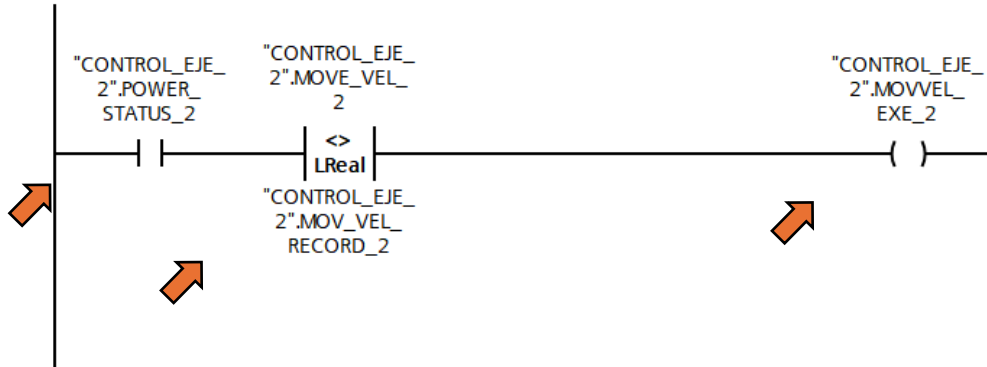 "CONTROL_EJE_
2".POWER_
STATUS_2
"CONTROL_EJE_
2".MOVE_VEL_
2
<>
LReal
"CONTROL_EJE_
2".MOV_VEL_
RECORD_2
"CONTROL_EJE_
2".MOVVEL_
EXE_2